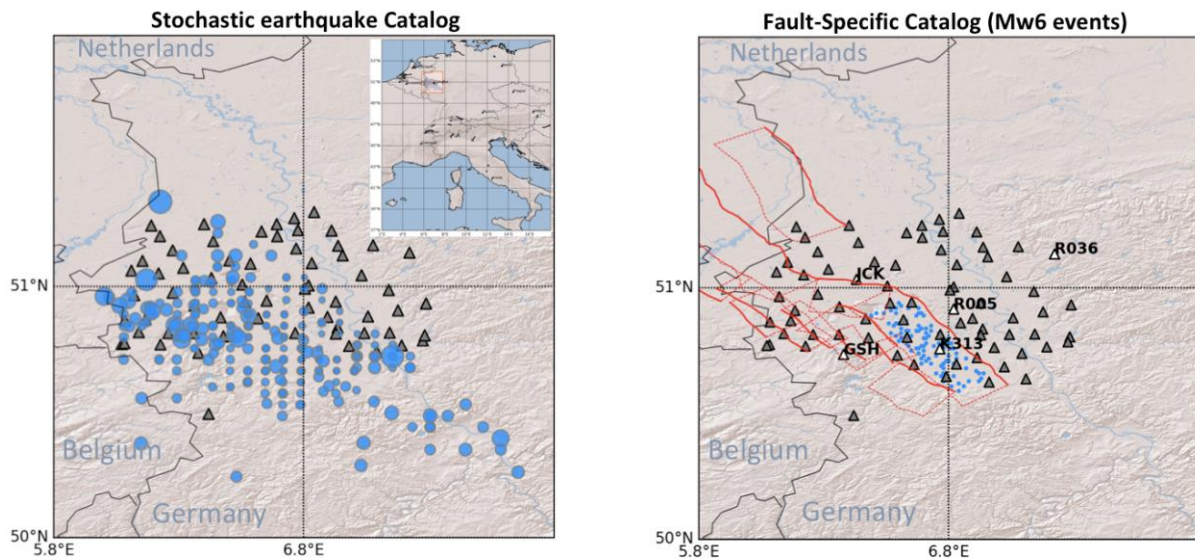 Stochastic earthquake Catalog
Netherlands
51°N
Belgium
Germany
50°N
5.8°E
6.8°E
Fault-Specific Catalog (Mw6 events)
Netherlands
R036
JCK
51°N
R005
K313
GSH
Belgium
Germany
50°N
5.8°E
6.8°E